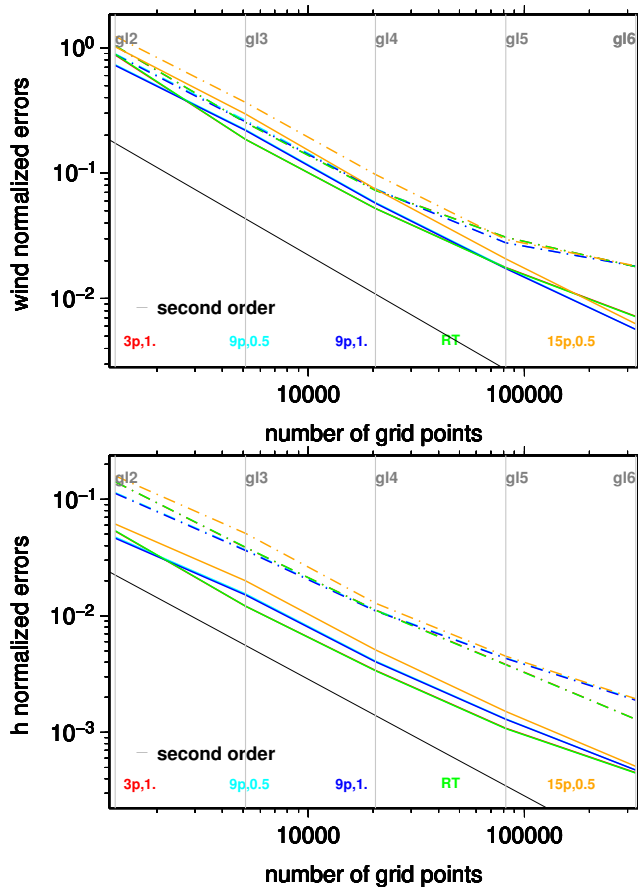 gl2 gl3 gl4 gl5 gl6
10⁰
10⁻¹
10⁻²
wind normalized errors
second order
3p,1. 9p,0.5 9p,1. RT 15p,0.5
10000 100000
number of grid points
gl2 gl3 gl4 gl5 gl6
10⁻¹
10⁻²
10⁻³
h normalized errors
second order
3p,1. 9p,0.5 9p,1. RT 15p,0.5
10000 100000
number of grid points